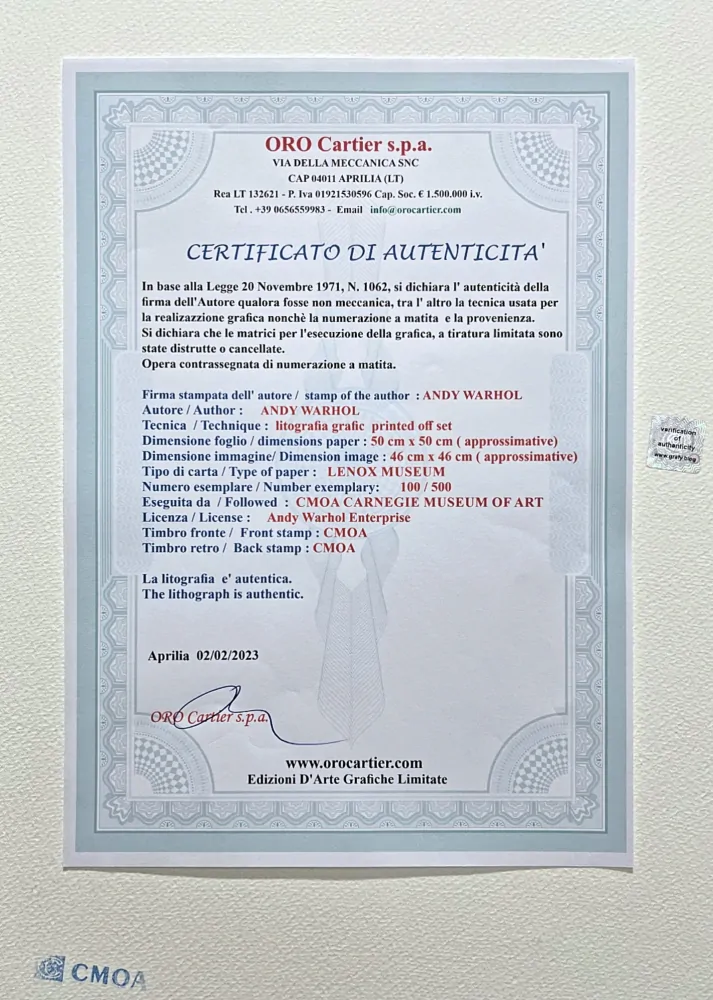 ORO Cartier s.p.a.
VIA DELLA MECCANICA SNC
CAP 04011 APRILIA (LT)
Rea LT 132621 - P. Iva 01921530596 Cap. Soc. € 1.500.000 i.v.
Tel . +39 0656559983 - Email info@orocartier.com
CERTIFICATO DI AUTENTICITA'
In base alla Legge 20 Novembre 1971, N. 1062, si dichiara l' autenticità della
firma dell'Autore qualora fosse non meccanica, tra l' altro la tecnica usata per
la realizazzione grafica nonchè la numerazione a matita e la provenienza.
Si dichiara che le matrici per l'esecuzione della grafica, a tiratura limitata sono
state distrutte o cancellate.
Opera contrassegnata di numerazione a matita.
Firma stampata dell' autore / stamp of the author : ANDY WARHOL
Autore / Author : ANDY WARHOL
Tecnica / Technique : litografia grafic printed off set
Dimensione foglio / dimensions paper : 50 cm x 50 cm ( approssimative)
Dimensione immagine/ Dimension image : 46 cm x 46 cm ( approssimative)
Tipo di carta / Type of paper : LENOX MUSEUM
Numero esemplare / Number exemplary: 100 / 500
Eseguita da / Followed : CMOA CARNEGIE MUSEUM OF ART
Licenza / License : Andy Warhol Enterprise
Timbro fronte / Front stamp : CMOA
Timbro retro / Back stamp : CMOA
La litografia e' autentica.
The lithograph is authentic.
Aprilia 02/02/2023
ORO Cartier s.p.a.
www.orocartier.com
Edizioni D'Arte Grafiche Limitate
verification
of
authenticity
www.grafy.blog
CMOA